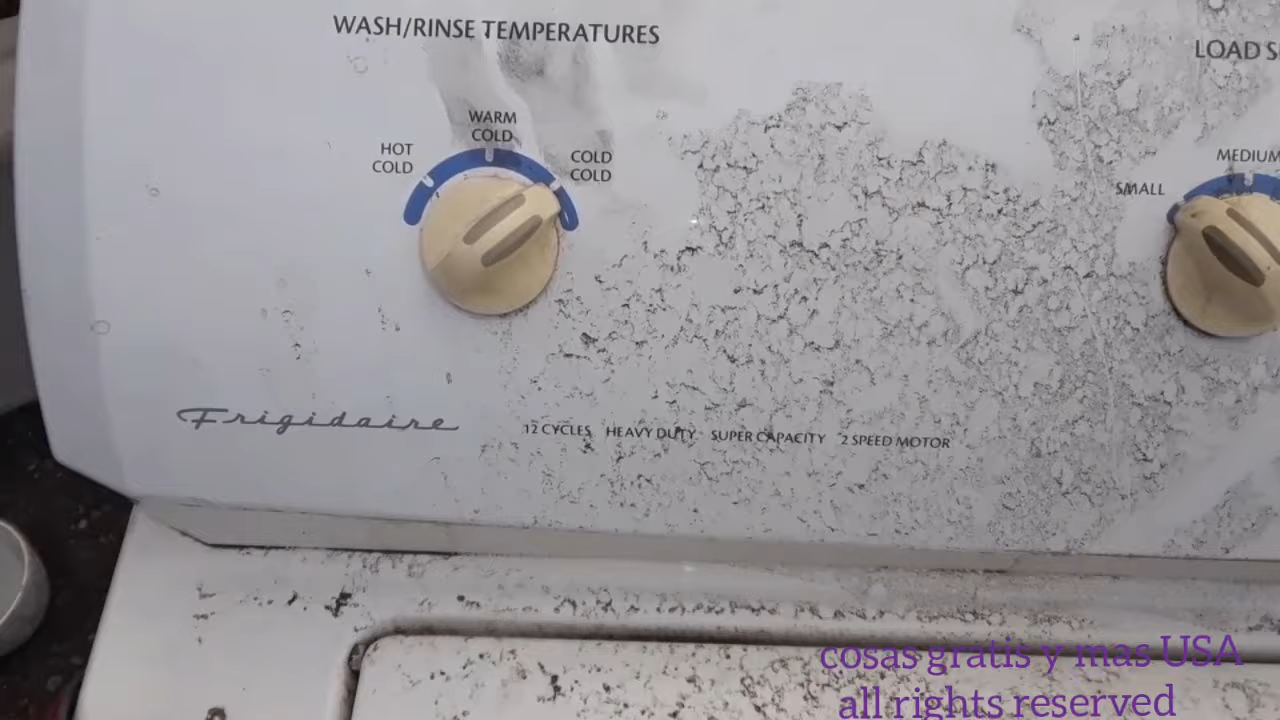 WASH/RINSE TEMPERATURES
LOAD
WARM
COLD
HOT
COLD
COLD
COLD
MEDIUM
SMALL
Frigidaire
12 CYCLES HEAVY DUTY SUPER CAPACITY 2 SPEED MOTOR
cosas gratis y mas USA
all rights reserved